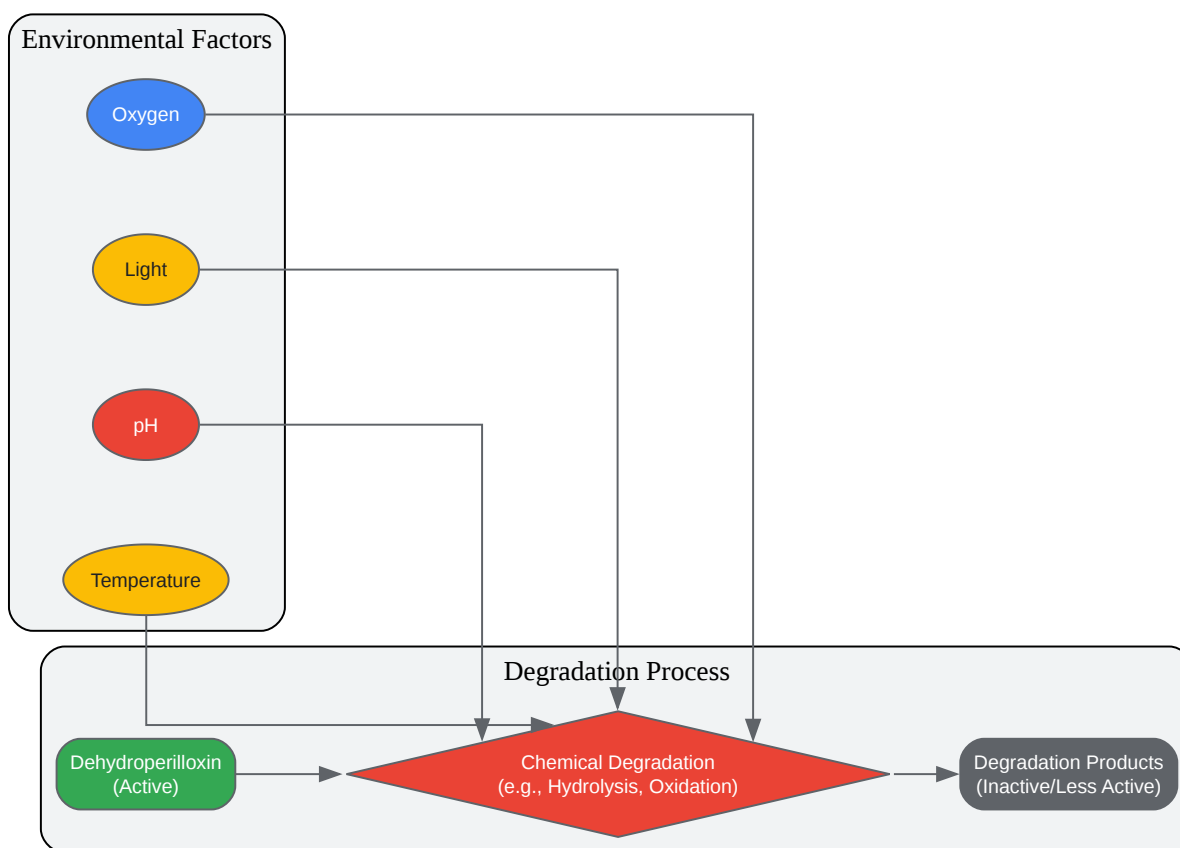 Environmental Factors
Oxygen
Light
pH
Temperature
Degradation Process
Dehydroperilloxin
(Active)
Chemical Degradation
(e.g., Hydrolysis, Oxidation)
Degradation Products
(Inactive/Less Active)